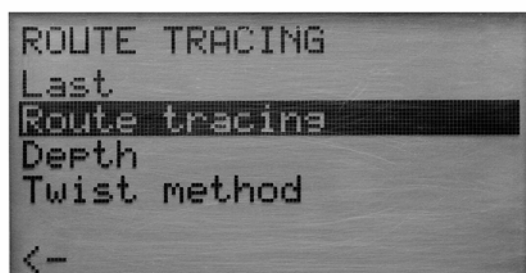 ROUTE TRACING
Last
Route tracing
Depth
Twist method
<-